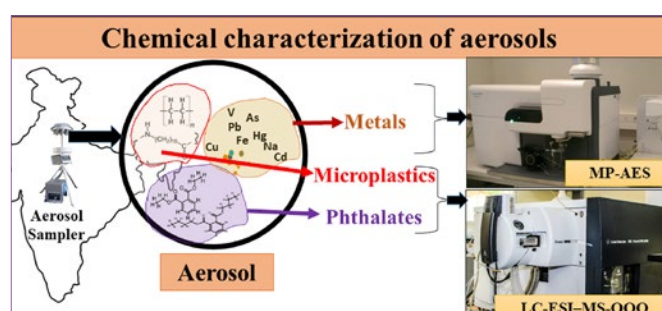 Chemical characterization of aerosols
Aerosol
Sampler
V
As
Pb
Hg
Fe
Cu
Na
Cd
Metals
Microplastics
Phthalates
Aerosol
MP-AES
LC-ESI–MS-QQQ